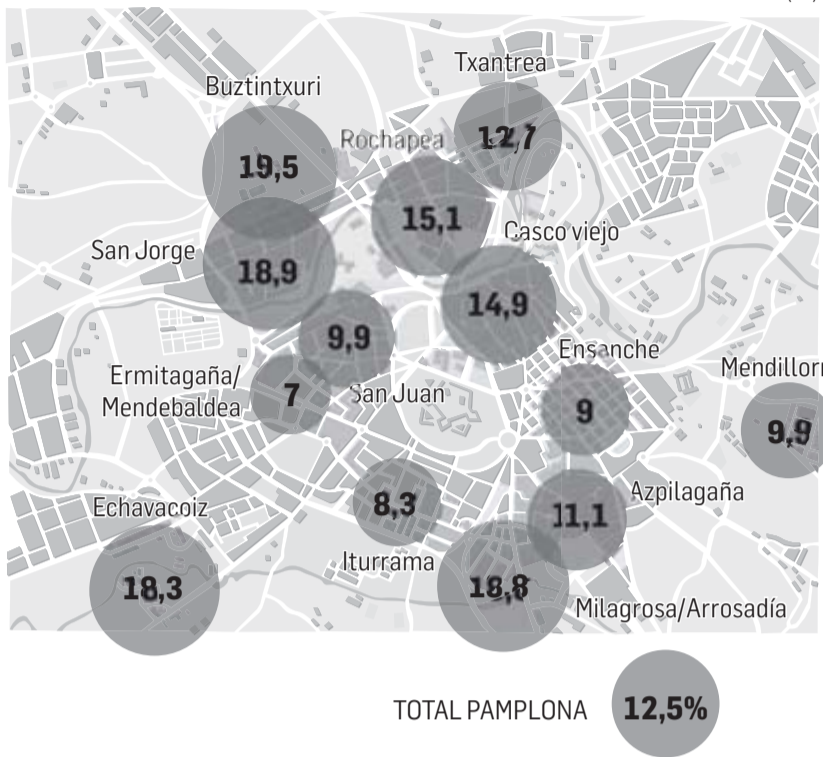 Txantrea
12,7
Buztintxuri
19,5
Rochapea
15,1
Casco viejo
14,9
San Jorge
18,9
9,9
San Juan
Ensanche
9
Ermitagaña/
Mendebaldea
7
9,9
Echavacoiz
18,3
8,3
Iturrama
Azpilagaña
11,1
18,8
Milagrosa/Arrosadía
TOTAL PAMPLONA 12,5%